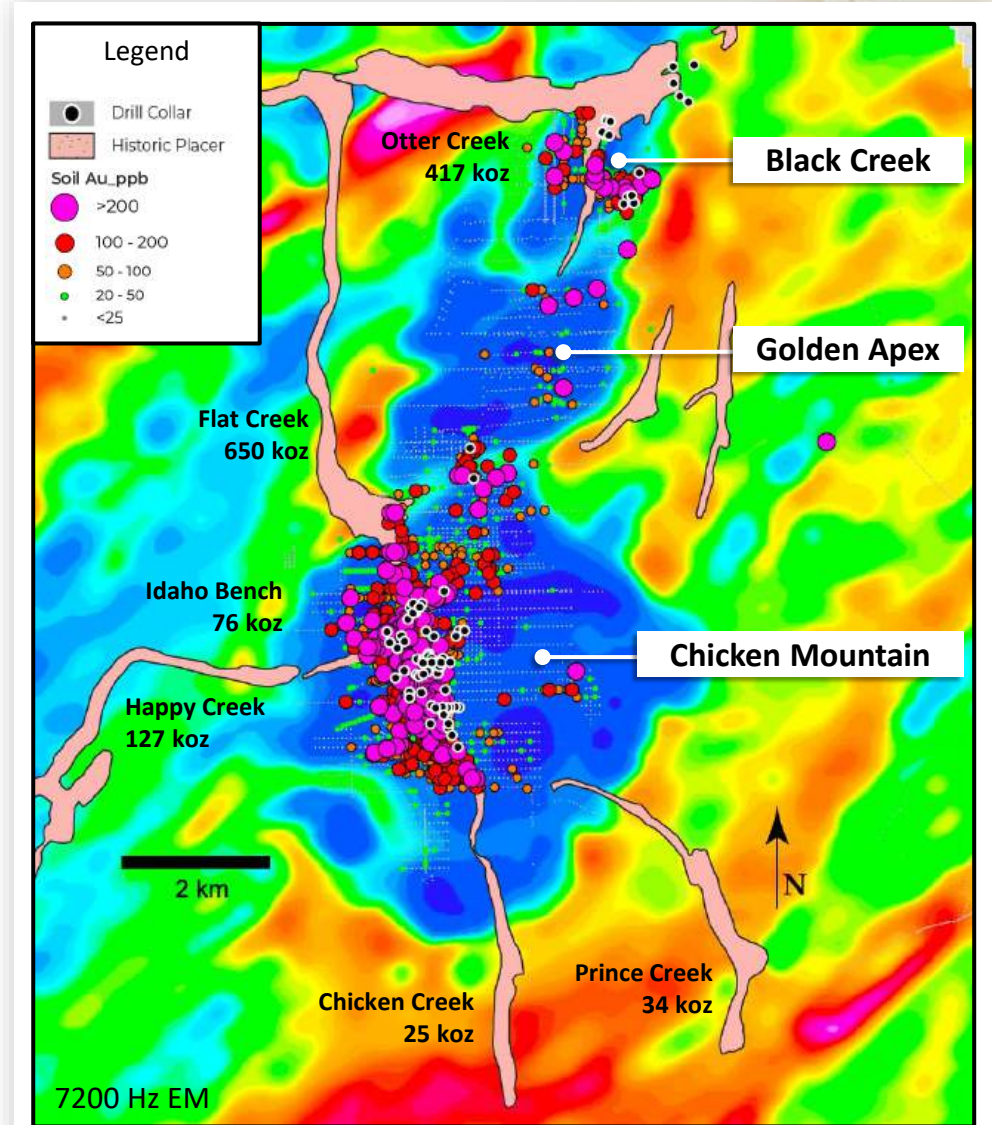 Legend
Drill Collar
Historic Placer
Soil Au_ppb
>200
100 - 200
50 - 100
20 - 50
<25
Otter Creek
417 koz
Black Creek
Golden Apex
Flat Creek
650 koz
Idaho Bench
76 koz
Chicken Mountain
Happy Creek
127 koz
2 km
N
Prince Creek
34 koz
Chicken Creek
25 koz
7200 Hz EM